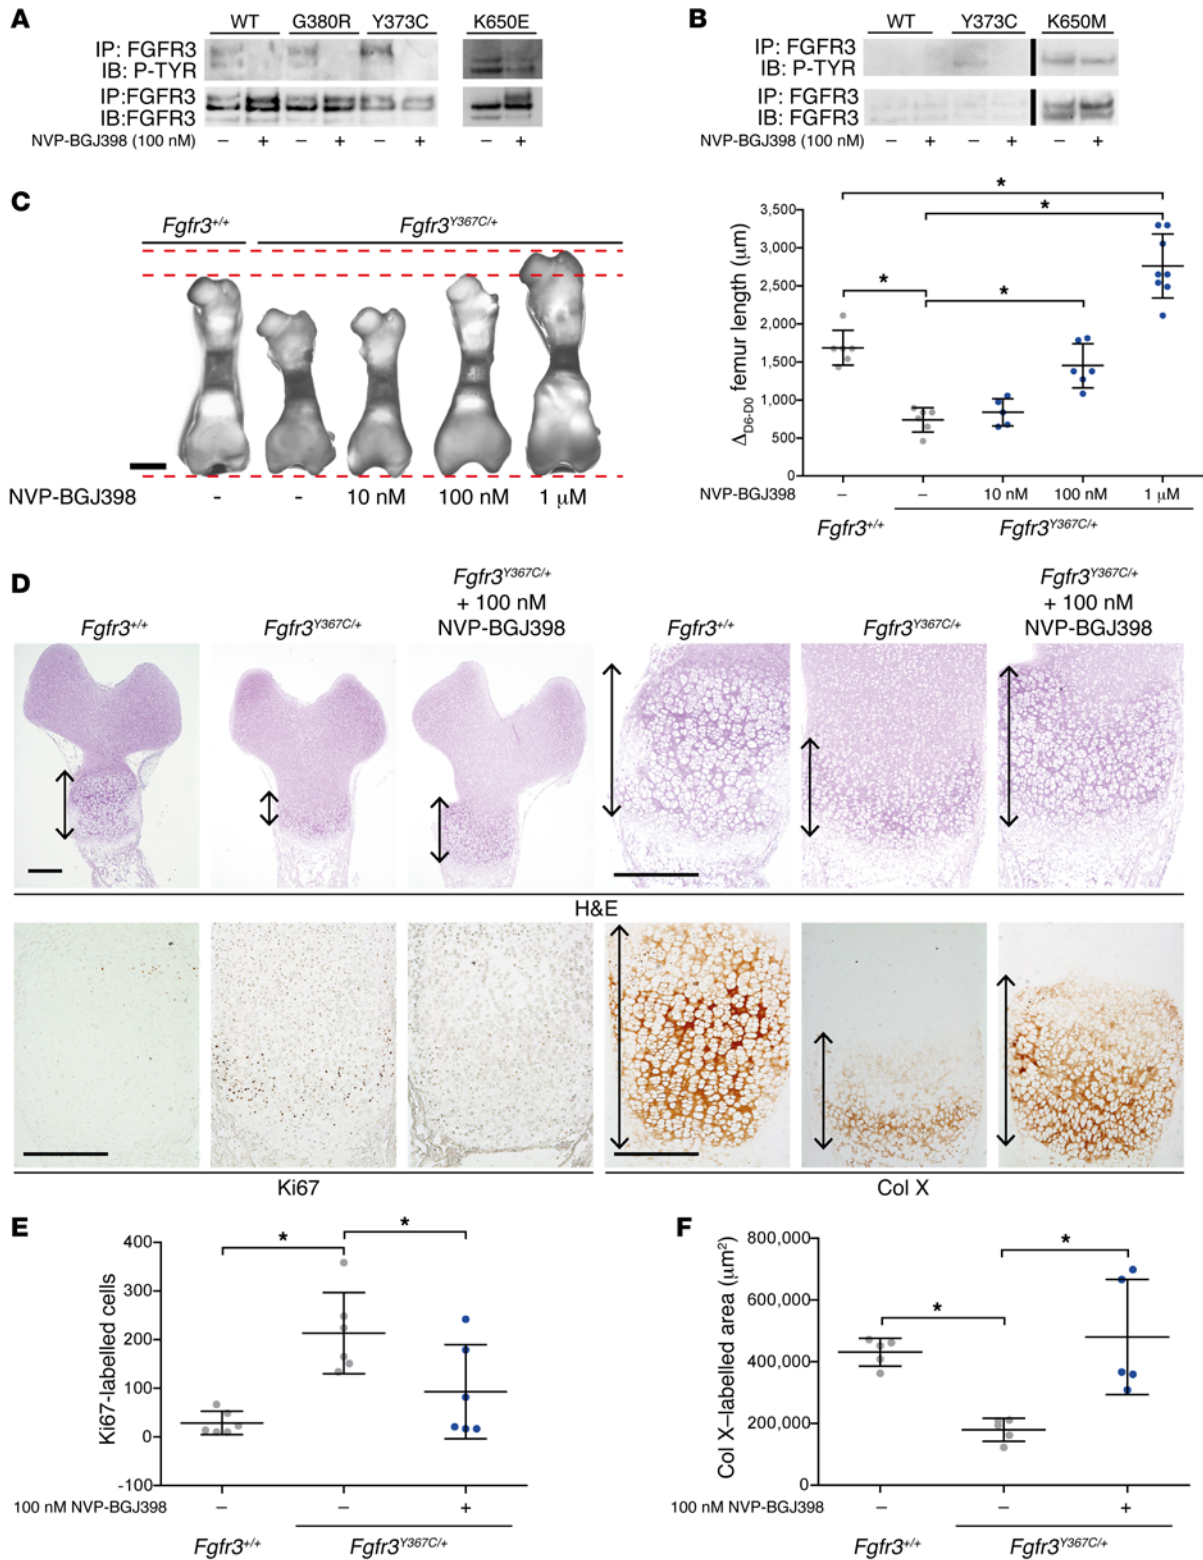 A
WT G380R Y373C K650E
IP: FGFR3
IB: P-TYR
IP:FGFR3
IB:FGFR3
NVP-BGJ398 (100 nM) – + – + – + – +
B
WT Y373C K650M
IP: FGFR3
IB: P-TYR
IP: FGFR3
IB: FGFR3
NVP-BGJ398 (100 nM) – + – + – +
C
Fgfr3+/+ Fgfr3Y367C/+
NVP-BGJ398 - - 10 nM 100 nM 1 μM
ΔD6-D0 femur length (μm)
3,500
3,000
2,500
2,000
1,500
1,000
500
0
* * * *
NVP-BGJ398 – – 10 nM 100 nM 1 μM
Fgfr3+/+ Fgfr3Y367C/+
D
Fgfr3+/+ Fgfr3Y367C/+ Fgfr3Y367C/+ + 100 nM NVP-BGJ398 Fgfr3+/+ Fgfr3Y367C/+ Fgfr3Y367C/+ + 100 nM NVP-BGJ398
H&E
Ki67 Col X
E
Ki67-labelled cells
400
300
200
100
0
-100
* *
100 nM NVP-BGJ398 – – +
Fgfr3+/+ Fgfr3Y367C/+
F
Col X–labelled area (μm2)
800,000
600,000
400,000
200,000
0
* *
100 nM NVP-BGJ398 – – +
Fgfr3+/+ Fgfr3Y367C/+